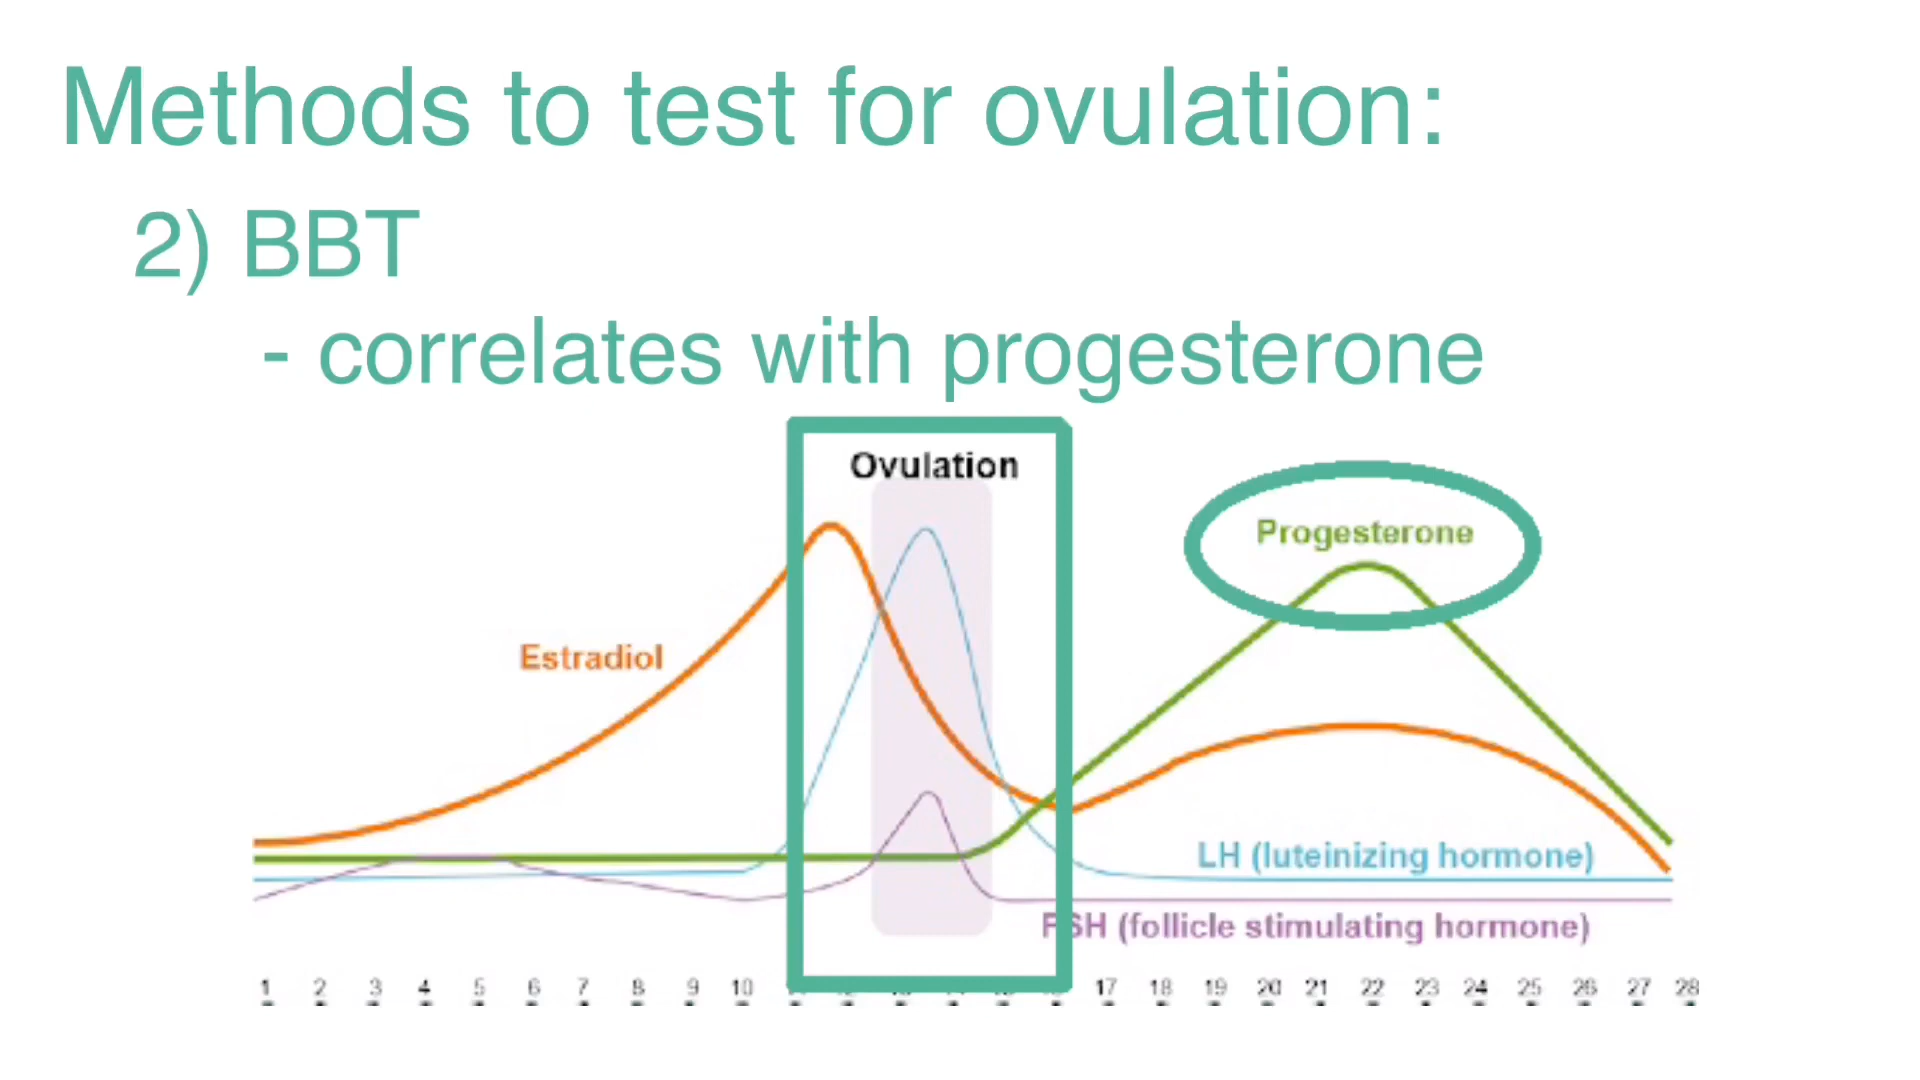 Methods to test for ovulation:
2) BBT
- correlates with progesterone
Ovulation
Progesterone
Estradiol
LH (luteinizing hormone)
FSH (follicle stimulating hormone)
1 2 3 4 5 6 7 8 9 10 17 18 19 20 21 22 23 24 25 26 27 28